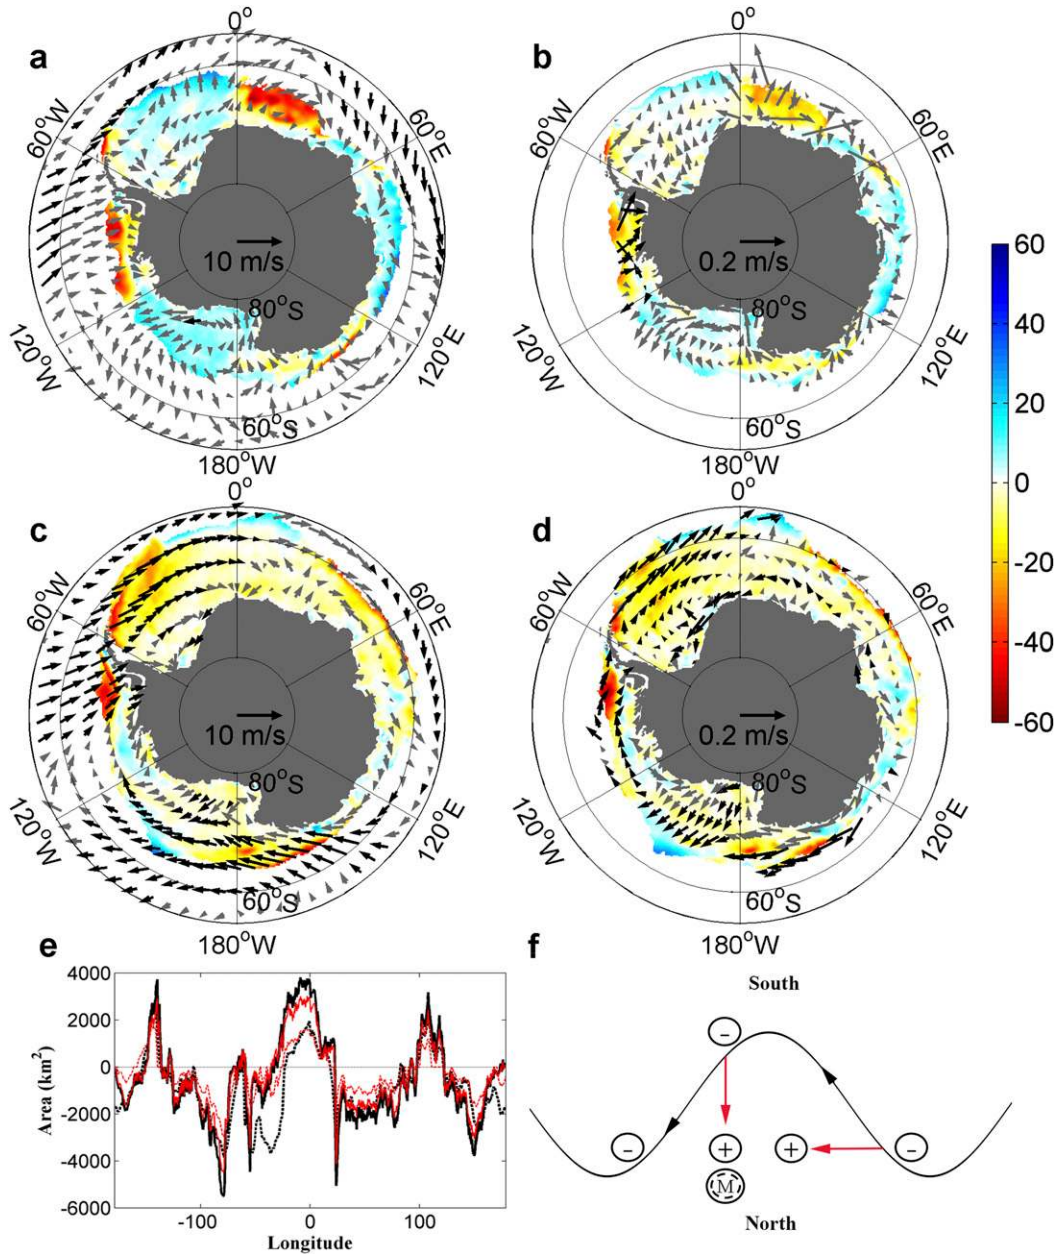 a
0°
60°W
60°E
10 m/s
80°S
120°W
120°E
60°S
180°W
b
0°
60°W
60°E
0.2 m/s
80°S
120°W
120°E
60°S
180°W
60
40
20
0
-20
-40
-60
c
0°
60°W
60°E
10 m/s
80°S
120°W
120°E
60°S
180°W
d
0°
60°W
60°E
0.2 m/s
80°S
120°W
120°E
60°S
180°W
e
4000
2000
0
-2000
-4000
-6000
Area (km²)
-100
0
100
Longitude
f
South
-
-
+
+
-
M
North